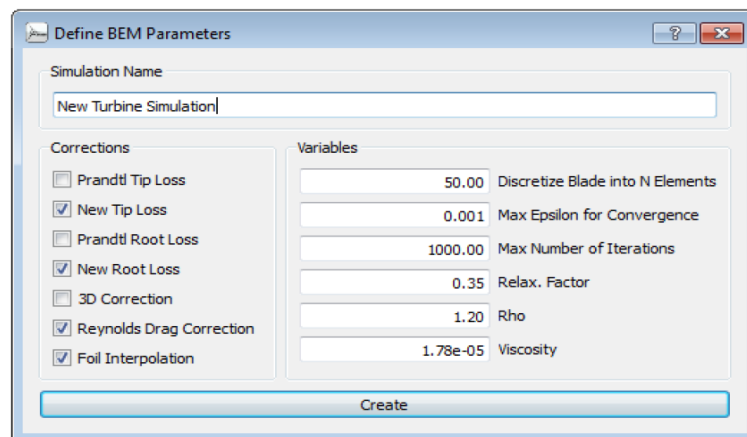 Define BEM Parameters
Simulation Name
New Turbine Simulation
Corrections
Prandtl Tip Loss
New Tip Loss
Prandtl Root Loss
New Root Loss
3D Correction
Reynolds Drag Correction
Foil Interpolation
Variables
50.00 Discretize Blade into N Elements
0.001 Max Epsilon for Convergence
1000.00 Max Number of Iterations
0.35 Relax. Factor
1.20 Rho
1.78e-05 Viscosity
Create